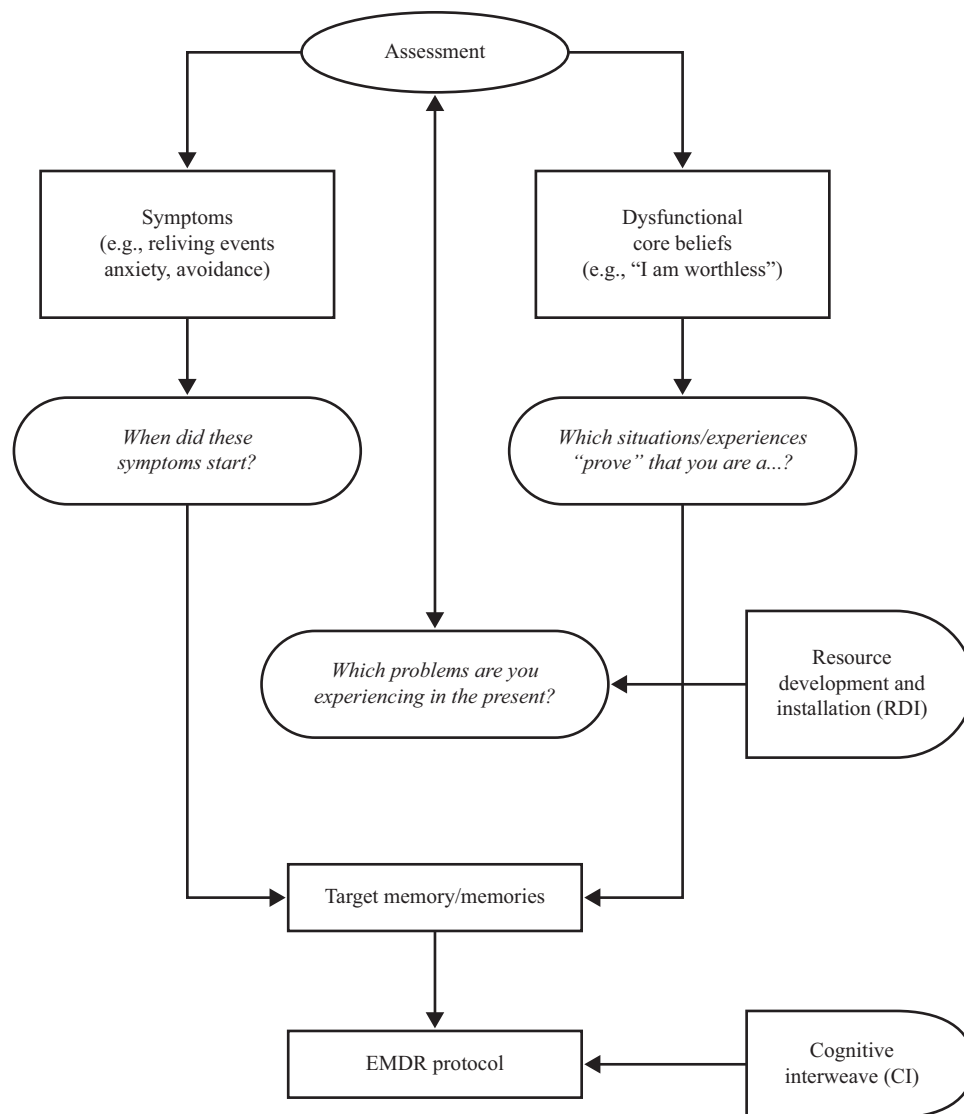 Assessment
Symptoms
(e.g., reliving events
anxiety, avoidance)
Dysfunctional
core beliefs
(e.g., “I am worthless”)
When did these
symptoms start?
Which situations/experiences
“prove” that you are a...?
Which problems are you
experiencing in the present?
Resource
development and
installation (RDI)
Target memory/memories
EMDR protocol
Cognitive
interweave (CI)